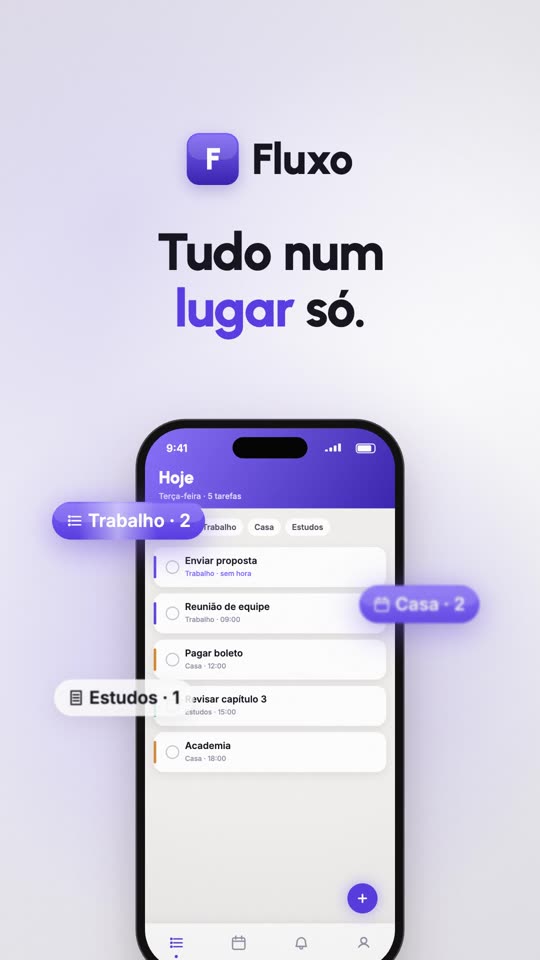 F Fluxo
Tudo num
lugar só.
9:41
Hoje
Terça-feira · 5 tarefas
Trabalho · 2
Trabalho
Casa
Estudos
Enviar proposta
Trabalho · sem hora
Reunião de equipe
Trabalho · 09:00
Casa · 2
Pagar boleto
Casa · 12:00
Estudos · 1
Revisar capítulo 3
Estudos · 15:00
Academia
Casa · 18:00
+